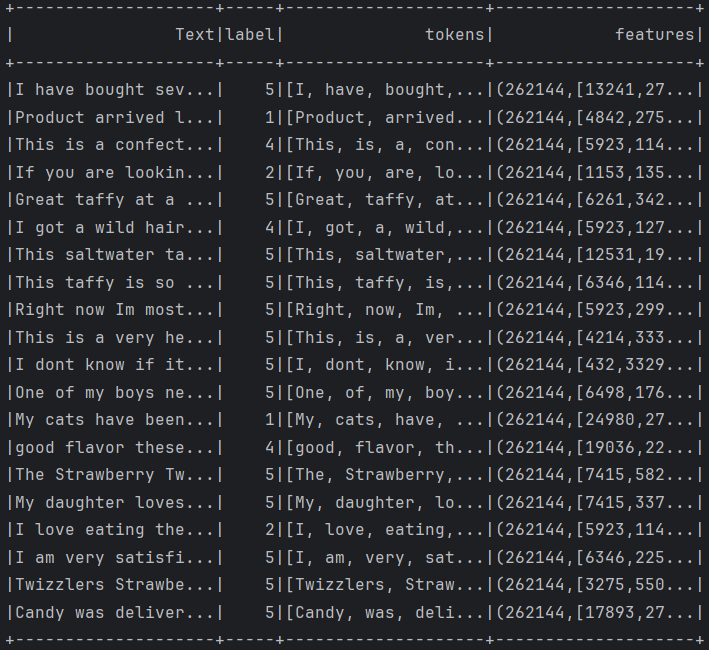 +--------------------+-----+--------------------+--------------------+
|                Text|label|              tokens|            features|
+--------------------+-----+--------------------+--------------------+
|I have bought sev...|    5|[I, have, bought,...|(262144,[13241,27...|
|Product arrived l...|    1|[Product, arrived...|(262144,[4842,275...|
|This is a confect...|    4|[This, is, a, con...|(262144,[5923,114...|
|If you are lookin...|    2|[If, you, are, lo...|(262144,[1153,135...|
|Great taffy at a ...|    5|[Great, taffy, at...|(262144,[6261,342...|
|I got a wild hair...|    4|[I, got, a, wild,...|(262144,[5923,127...|
|This saltwater ta...|    5|[This, saltwater,...|(262144,[12531,19...|
|This taffy is so ...|    5|[This, taffy, is,...|(262144,[6346,114...|
|Right now Im most...|    5|[Right, now, Im, ...|(262144,[5923,299...|
|This is a very he...|    5|[This, is, a, ver...|(262144,[4214,333...|
|I dont know if it...|    5|[I, dont, know, i...|(262144,[432,3329...|
|One of my boys ne...|    5|[One, of, my, boy...|(262144,[6498,176...|
|My cats have been...|    1|[My, cats, have, ...|(262144,[24980,27...|
|good flavor these...|    4|[good, flavor, th...|(262144,[19036,22...|
|The Strawberry Tw...|    5|[The, Strawberry,...|(262144,[7415,582...|
|My daughter loves...|    5|[My, daughter, lo...|(262144,[7415,337...|
|I love eating the...|    2|[I, love, eating,...|(262144,[5923,114...|
|I am very satisfi...|    5|[I, am, very, sat...|(262144,[6346,225...|
|Twizzlers Strawbe...|    5|[Twizzlers, Straw...|(262144,[3275,550...|
|Candy was deliver...|    5|[Candy, was, deli...|(262144,[17893,27...|
+--------------------+-----+--------------------+--------------------+